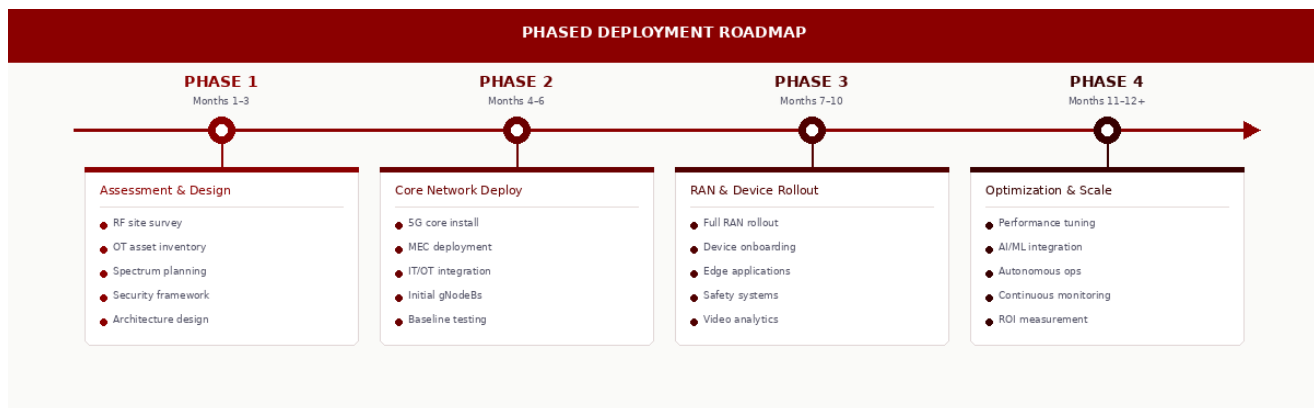 PHASED DEPLOYMENT ROADMAP
PHASE 1
Months 1–3
PHASE 2
Months 4–6
PHASE 3
Months 7–10
PHASE 4
Months 11–12+
Assessment & Design
RF site survey
OT asset inventory
Spectrum planning
Security framework
Architecture design
Core Network Deploy
5G core install
MEC deployment
IT/OT integration
Initial gNodeBs
Baseline testing
RAN & Device Rollout
Full RAN rollout
Device onboarding
Edge applications
Safety systems
Video analytics
Optimization & Scale
Performance tuning
AI/ML integration
Autonomous ops
Continuous monitoring
ROI measurement